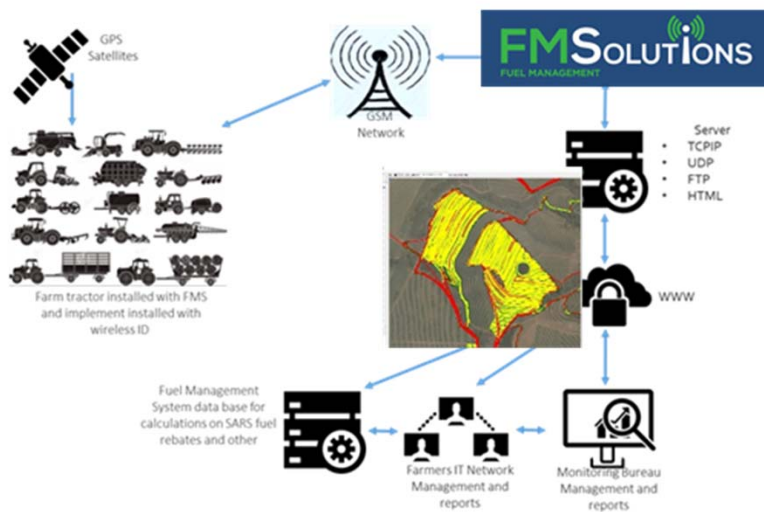 GPS
Satellites
GSM
Network
FMSOLUTIONS
FUEL MANAGEMENT
Server
• TCPIP
• UDP
• FTP
• HTML
WWW
Farm tractor installed with FMS
and implement installed with
wireless ID
Fuel Management
System data base for
calculations on SARS fuel
rebates and other
Farmers IT Network
Management and
reports
Monitoring Bureau
Management and
reports